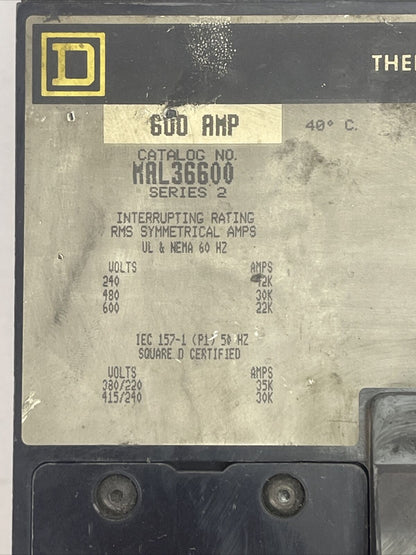 D
THE
600 AMP 40° C.
CATALOG NO.
MAL36600
SERIES 2
INTERRUPTING RATING
RMS SYMMETRICAL AMPS
UL & NEMA 60 HZ
VOLTS AMPS
240 42K
480 30K
600 22K
IEC 157-1 (P1) 50 HZ
SQUARE D CERTIFIED
VOLTS AMPS
380/220 35K
415/240 30K